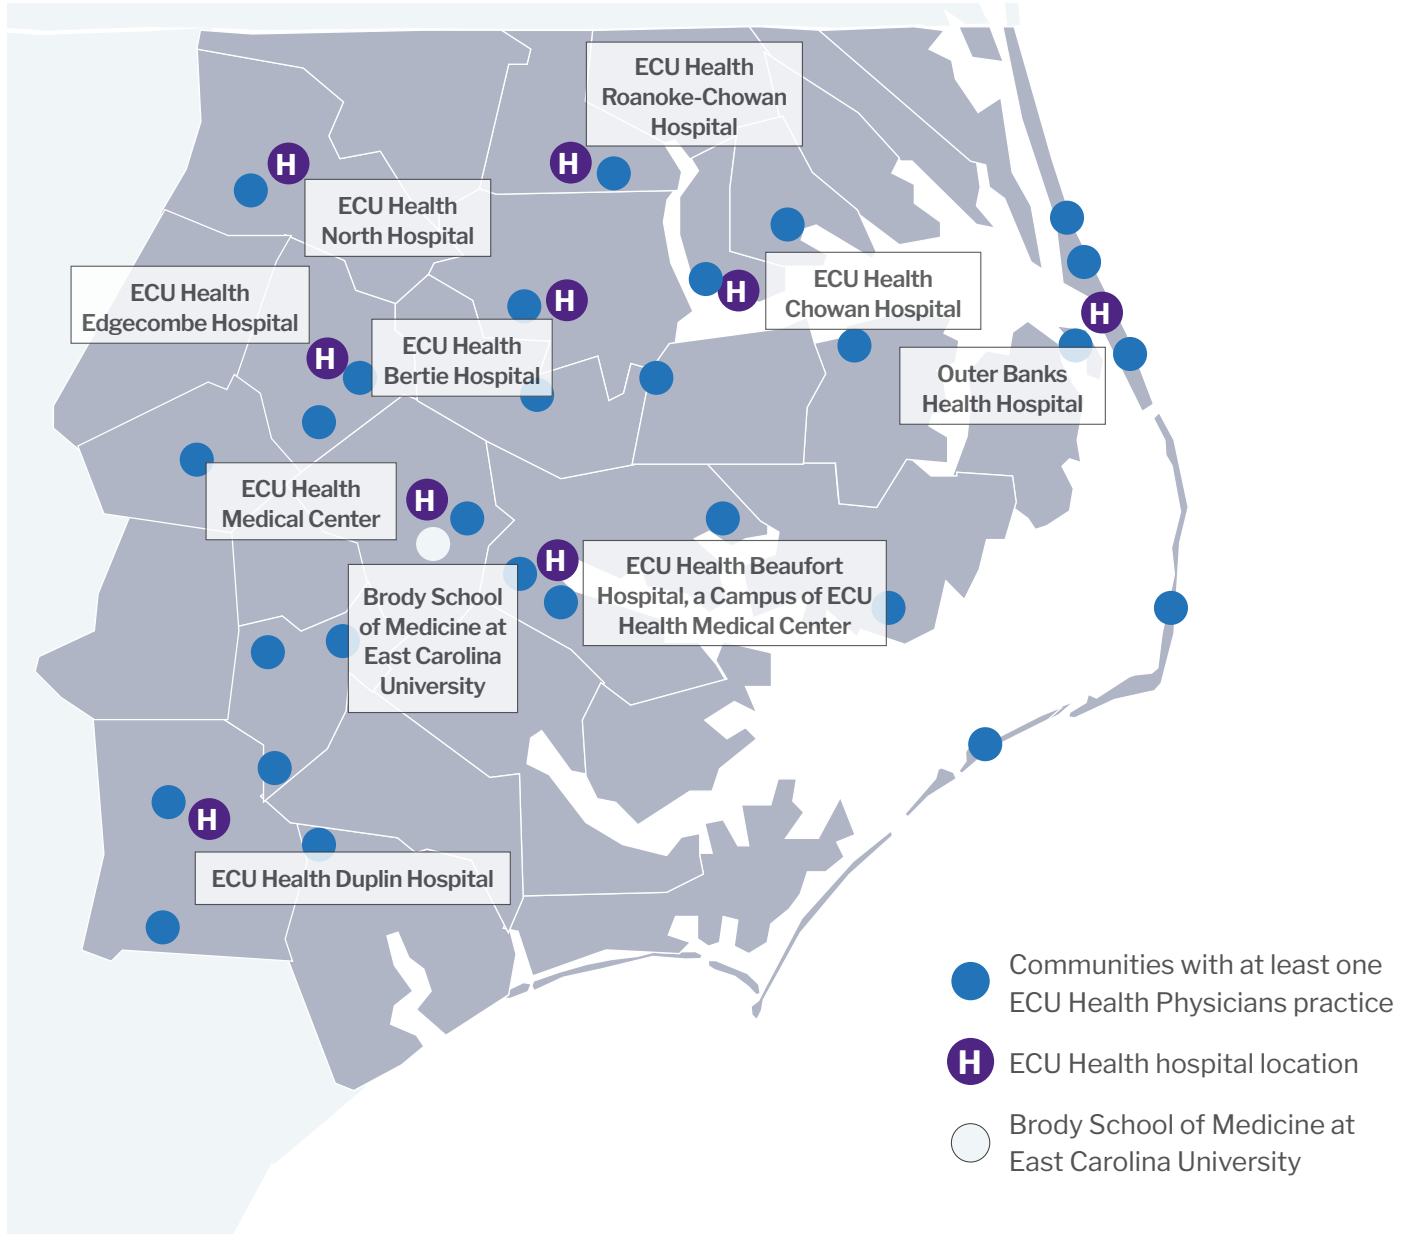 ECU Health
Roanoke-Chowan
Hospital
H
H
ECU Health
North Hospital
ECU Health
Edgecombe Hospital
H
H
ECU Health
Chowan Hospital
H
H
ECU Health
Bertie Hospital
Outer Banks
Health Hospital
ECU Health
Medical Center
H
H
ECU Health Beaufort
Hospital, a Campus of ECU
Health Medical Center
Brody School
of Medicine at
East Carolina
University
H
ECU Health Duplin Hospital
Communities with at least one
ECU Health Physicians practice
H
ECU Health hospital location
Brody School of Medicine at
East Carolina University